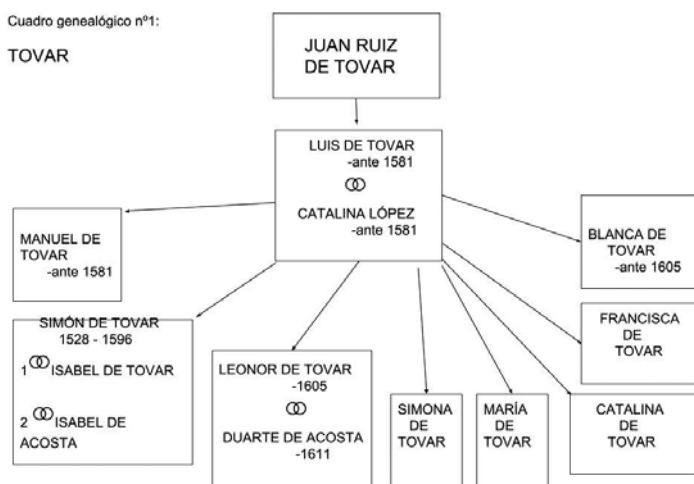 Cuadro genealógico nº1:
TOVAR
JUAN RUIZ
DE TOVAR
LUIS DE TOVAR
-ante 1581
CATALINA LÓPEZ
-ante 1581
MANUEL DE
TOVAR
-ante 1581
BLANCA DE
TOVAR
-ante 1605
SIMÓN DE TOVAR
1528 - 1596
1 ISABEL DE TOVAR
2 ISABEL DE
ACOSTA
LEONOR DE TOVAR
-1605
DUARTE DE ACOSTA
-1611
SIMONA
DE
TOVAR
MARÍA
DE
TOVAR
FRANCISCA
DE
TOVAR
CATALINA
DE
TOVAR